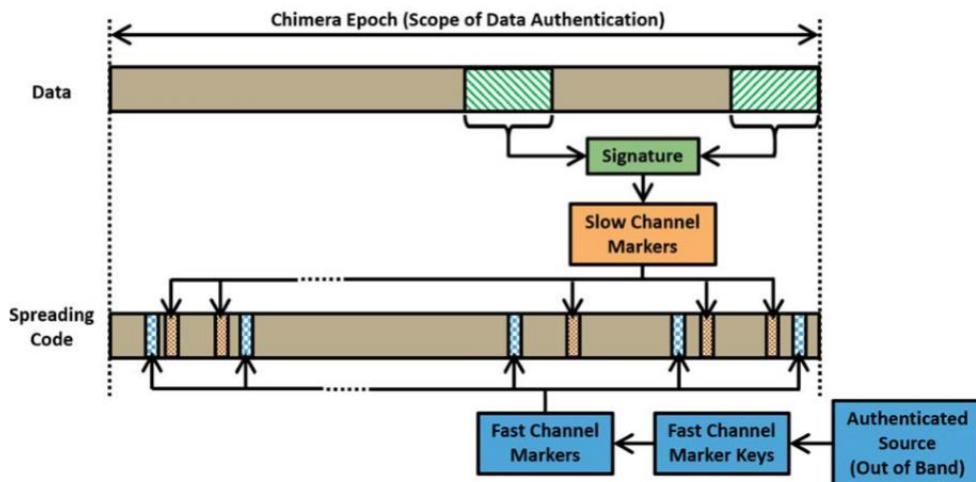 Chimera Epoch (Scope of Data Authentication)
Data
Signature
Slow Channel
Markers
Spreading
Code
Fast Channel
Markers
Fast Channel
Marker Keys
Authenticated
Source
(Out of Band)